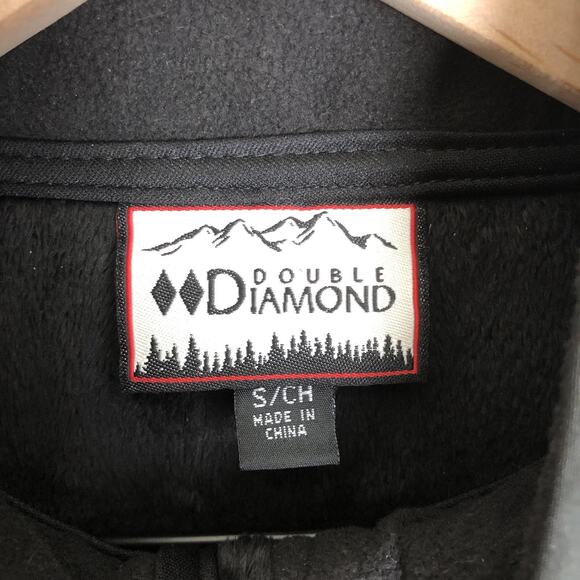 DOUBLE
DIAMOND
S/CH
MADE IN
CHINA